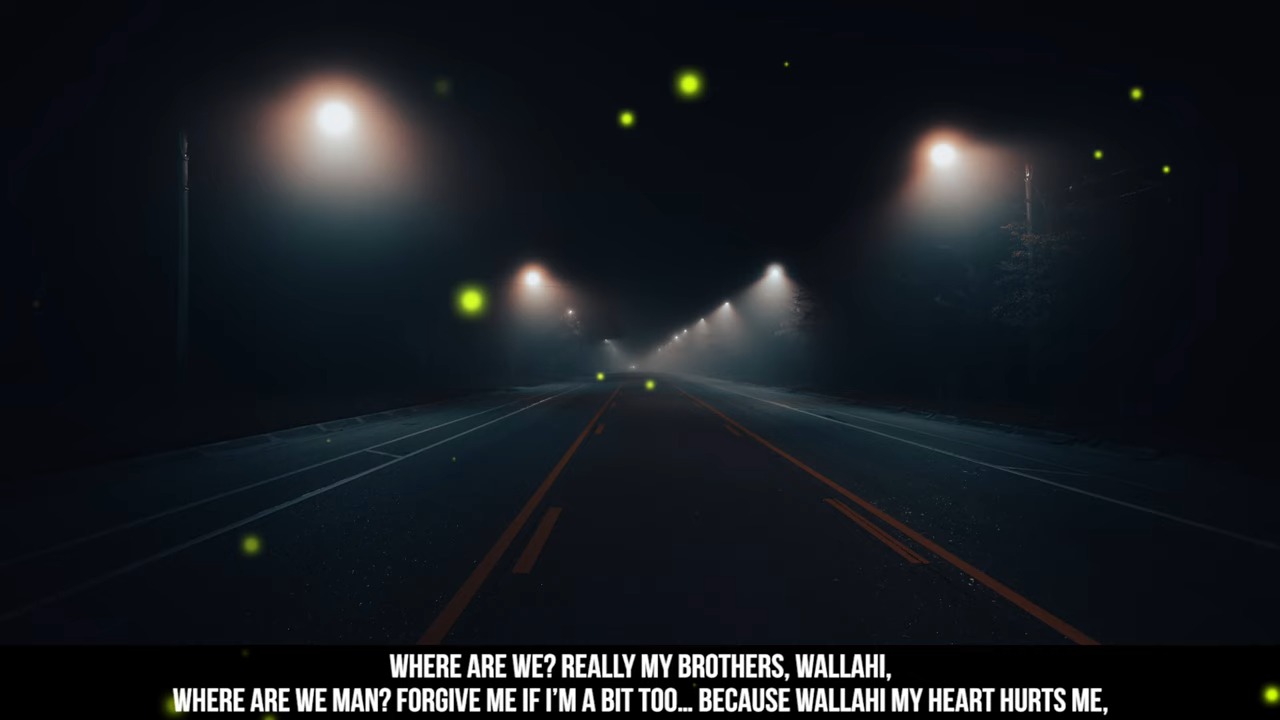 WHERE ARE WE? REALLY MY BROTHERS, WALLAHI,
WHERE ARE WE MAN? FORGIVE ME IF I'M A BIT TOO... BECAUSE WALLAHI MY HEART HURTS ME,